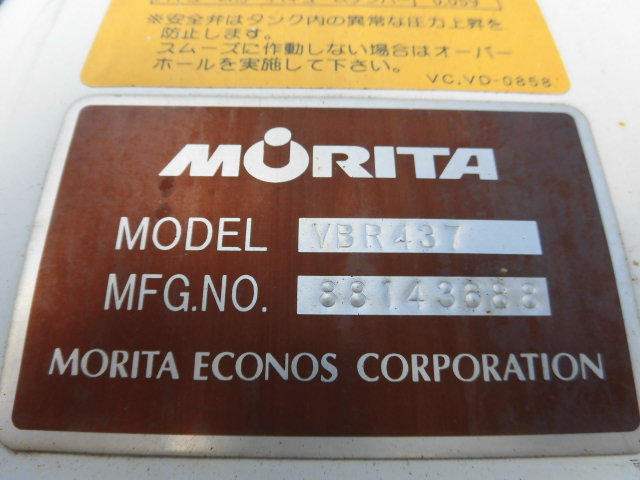 0.059
※安全弁はタンク内の異常な圧力上昇を
防止します。
スムーズに作動しない場合はオーバー
ホールを実施して下さい。
VC,VD-0858
MORITA
MODEL VBR437
MFG.NO. 88143688
MORITA ECONOS CORPORATION